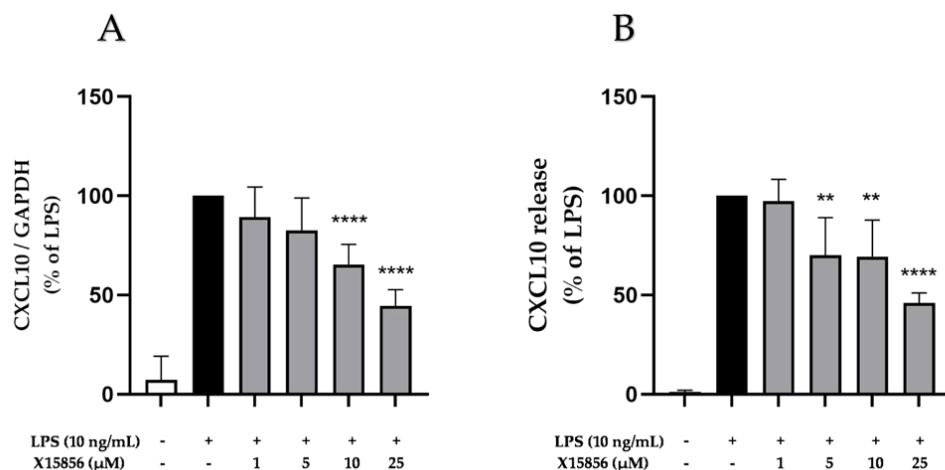 A
CXCL10 / GAPDH
(% of LPS)
150
100
50
0
****
****
LPS (10 ng/mL) - + + + + +
X15856 (µM) - - 1 5 10 25
B
CXCL10 release
(% of LPS)
150
100
50
0
**
**
****
LPS (10 ng/mL) - + + + + +
X15856 (µM) - - 1 5 10 25